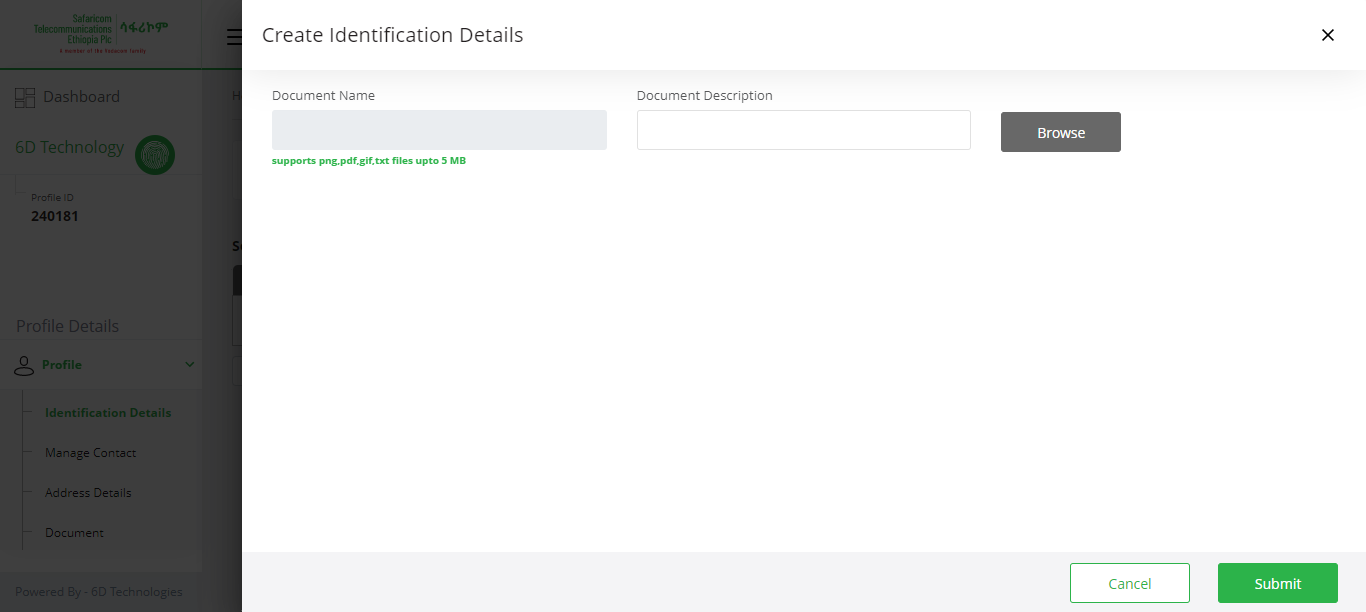 Safaricom
Telecommunications
Ethiopia Plc
ሳፋሪኮም
A member of the Vodacom family
Create Identification Details
Dashboard
H
Document Name
Document Description
Browse
supports png,pdf,gif,txt files upto 5 MB
6D Technology
Profile ID
240181
Profile Details
Profile
Identification Details
Manage Contact
Address Details
Document
Powered By - 6D Technologies
Cancel
Submit